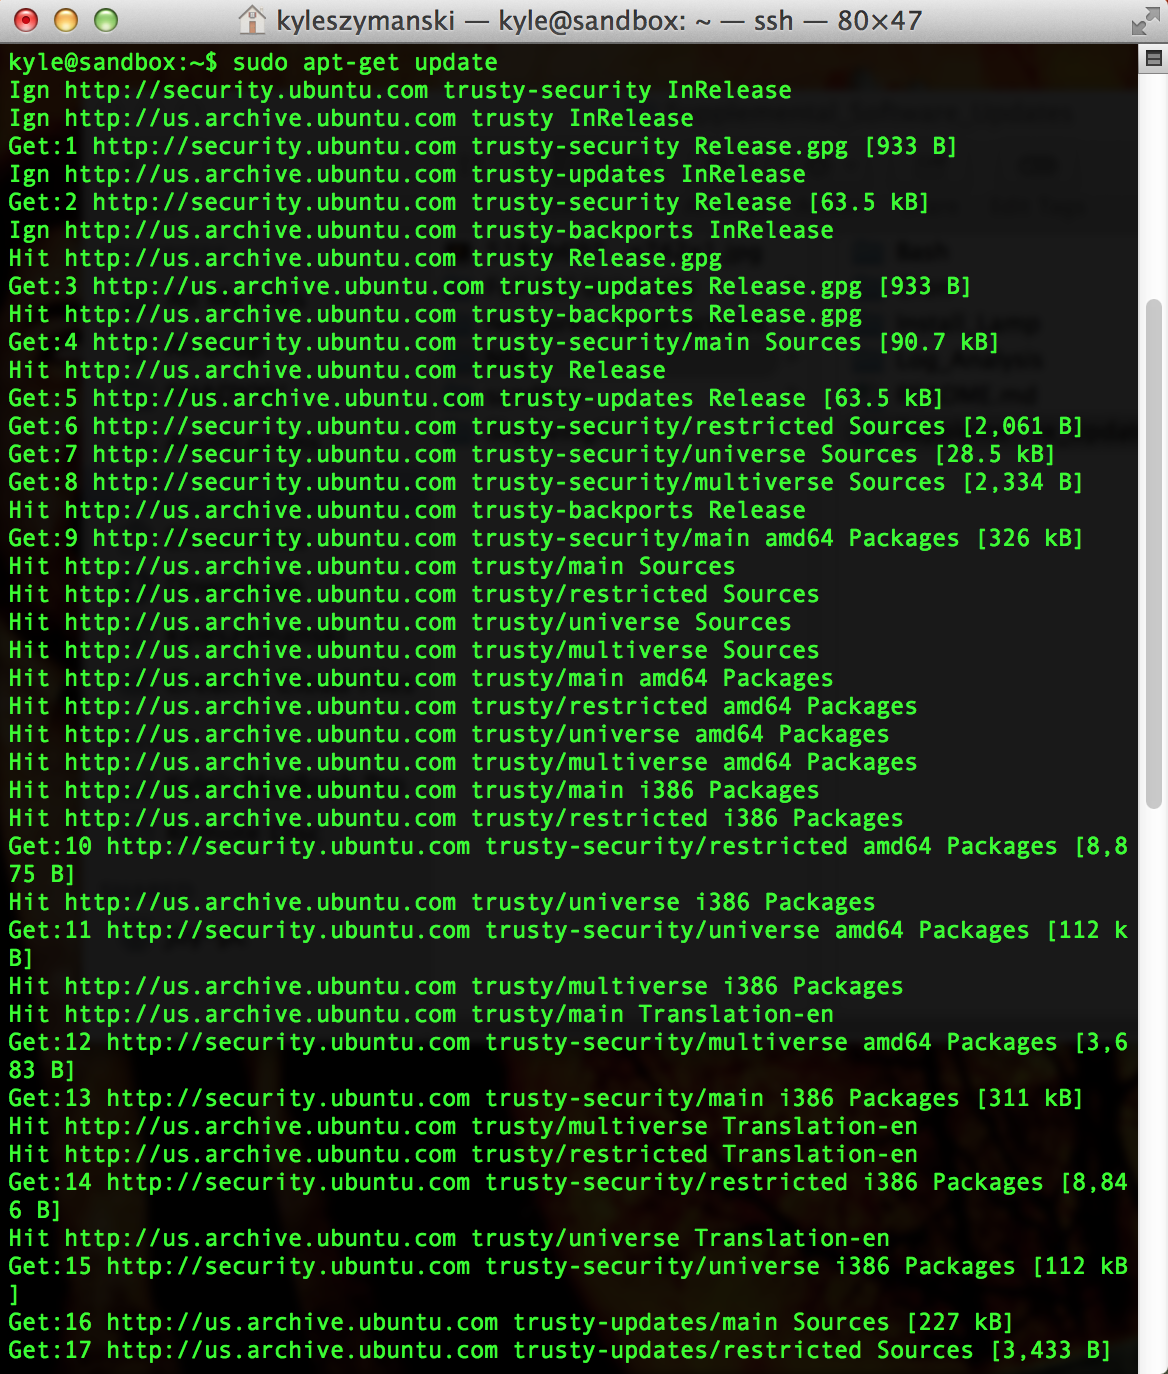 kyleszymanski — kyle@sandbox: ~ — ssh — 80×47
kyle@sandbox:~$ sudo apt-get update
Ign http://security.ubuntu.com trusty-security InRelease
Ign http://us.archive.ubuntu.com trusty InRelease
Get:1 http://security.ubuntu.com trusty-security Release.gpg [933 B]
Ign http://us.archive.ubuntu.com trusty-updates InRelease
Get:2 http://security.ubuntu.com trusty-security Release [63.5 kB]
Ign http://us.archive.ubuntu.com trusty-backports InRelease
Hit http://us.archive.ubuntu.com trusty Release.gpg
Get:3 http://us.archive.ubuntu.com trusty-updates Release.gpg [933 B]
Hit http://us.archive.ubuntu.com trusty-backports Release.gpg
Get:4 http://security.ubuntu.com trusty-security/main Sources [90.7 kB]
Hit http://us.archive.ubuntu.com trusty Release
Get:5 http://us.archive.ubuntu.com trusty-updates Release [63.5 kB]
Get:6 http://security.ubuntu.com trusty-security/restricted Sources [2,061 B]
Get:7 http://security.ubuntu.com trusty-security/universe Sources [28.5 kB]
Get:8 http://security.ubuntu.com trusty-security/multiverse Sources [2,334 B]
Hit http://us.archive.ubuntu.com trusty-backports Release
Get:9 http://security.ubuntu.com trusty-security/main amd64 Packages [326 kB]
Hit http://us.archive.ubuntu.com trusty/main Sources
Hit http://us.archive.ubuntu.com trusty/restricted Sources
Hit http://us.archive.ubuntu.com trusty/universe Sources
Hit http://us.archive.ubuntu.com trusty/multiverse Sources
Hit http://us.archive.ubuntu.com trusty/main amd64 Packages
Hit http://us.archive.ubuntu.com trusty/restricted amd64 Packages
Hit http://us.archive.ubuntu.com trusty/universe amd64 Packages
Hit http://us.archive.ubuntu.com trusty/multiverse amd64 Packages
Hit http://us.archive.ubuntu.com trusty/main i386 Packages
Hit http://us.archive.ubuntu.com trusty/restricted i386 Packages
Get:10 http://security.ubuntu.com trusty-security/restricted amd64 Packages [8,8
75 B]
Hit http://us.archive.ubuntu.com trusty/universe i386 Packages
Get:11 http://security.ubuntu.com trusty-security/universe amd64 Packages [112 k
B]
Hit http://us.archive.ubuntu.com trusty/multiverse i386 Packages
Hit http://us.archive.ubuntu.com trusty/main Translation-en
Get:12 http://security.ubuntu.com trusty-security/multiverse amd64 Packages [3,6
83 B]
Get:13 http://security.ubuntu.com trusty-security/main i386 Packages [311 kB]
Hit http://us.archive.ubuntu.com trusty/multiverse Translation-en
Hit http://us.archive.ubuntu.com trusty/restricted Translation-en
Get:14 http://security.ubuntu.com trusty-security/restricted i386 Packages [8,84
6 B]
Hit http://us.archive.ubuntu.com trusty/universe Translation-en
Get:15 http://security.ubuntu.com trusty-security/universe i386 Packages [112 kB
]
Get:16 http://us.archive.ubuntu.com trusty-updates/main Sources [227 kB]
Get:17 http://us.archive.ubuntu.com trusty-updates/restricted Sources [3,433 B]